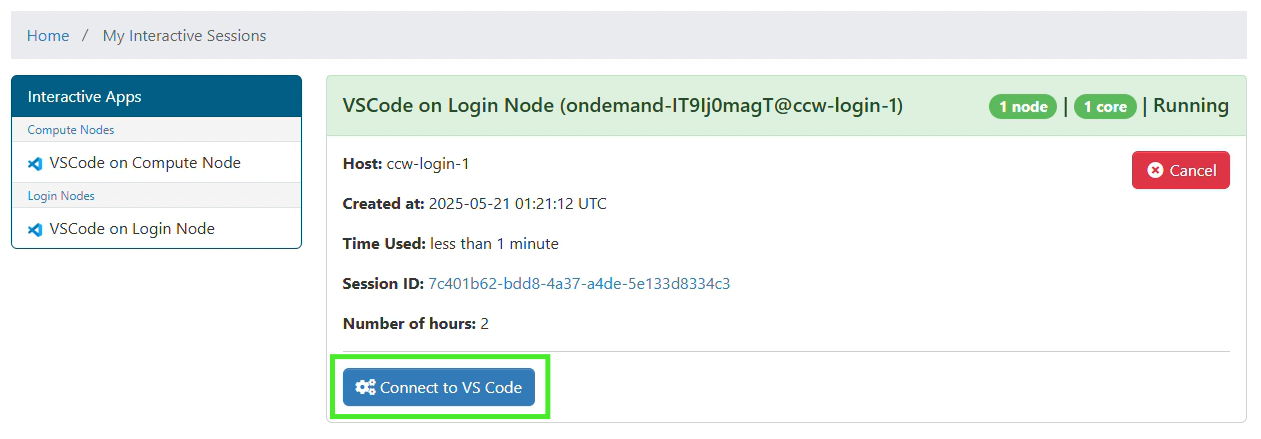 Home / My Interactive Sessions
Interactive Apps
Compute Nodes
VSCode on Compute Node
Login Nodes
VSCode on Login Node
VSCode on Login Node (ondemand-IT9Ij0magT@ccw-login-1) 1 node | 1 core | Running
Host: ccw-login-1
Cancel
Created at: 2025-05-21 01:21:12 UTC
Time Used: less than 1 minute
Session ID: 7c401b62-bdd8-4a37-a4de-5e133d8334c3
Number of hours: 2
Connect to VS Code